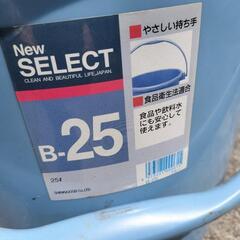 New
SELECT
CLEAN AND BEAUTIFUL LIFE, JAPAN.
B-25
25ℓ
■やさしい持ち手
■食品衛生法適合
食品や飲料水
にも安心して
使えます。